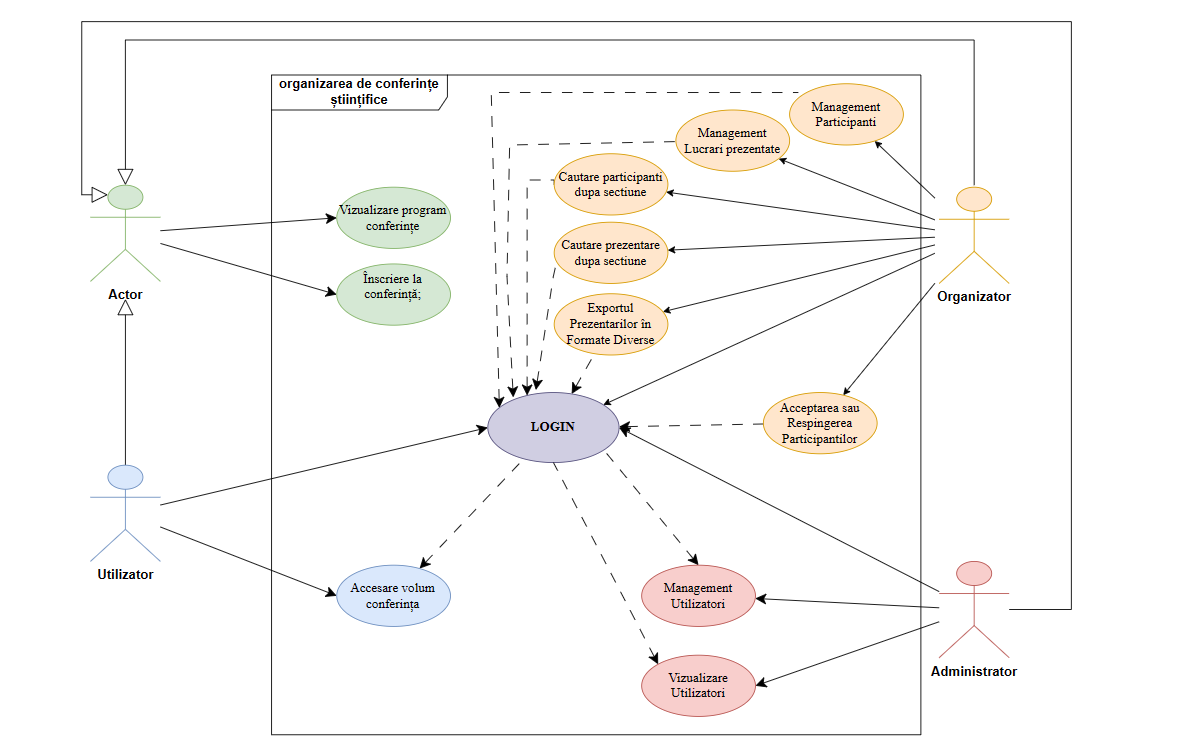 organizarea de conferințe
științifice
Management
Participanti
Management
Lucrari prezentate
Cautare participanti
dupa sectiune
Vizualizare program
conferințe
Cautare prezentare
dupa sectiune
Înscriere la
conferință;
Actor
Organizator
Exportul
Prezentarilor în
Formate Diverse
LOGIN
Acceptarea sau
Respingerea
Participantilor
Utilizator
Accesare volum
conferința
Management
Utilizatori
Administrator
Vizualizare
Utilizatori